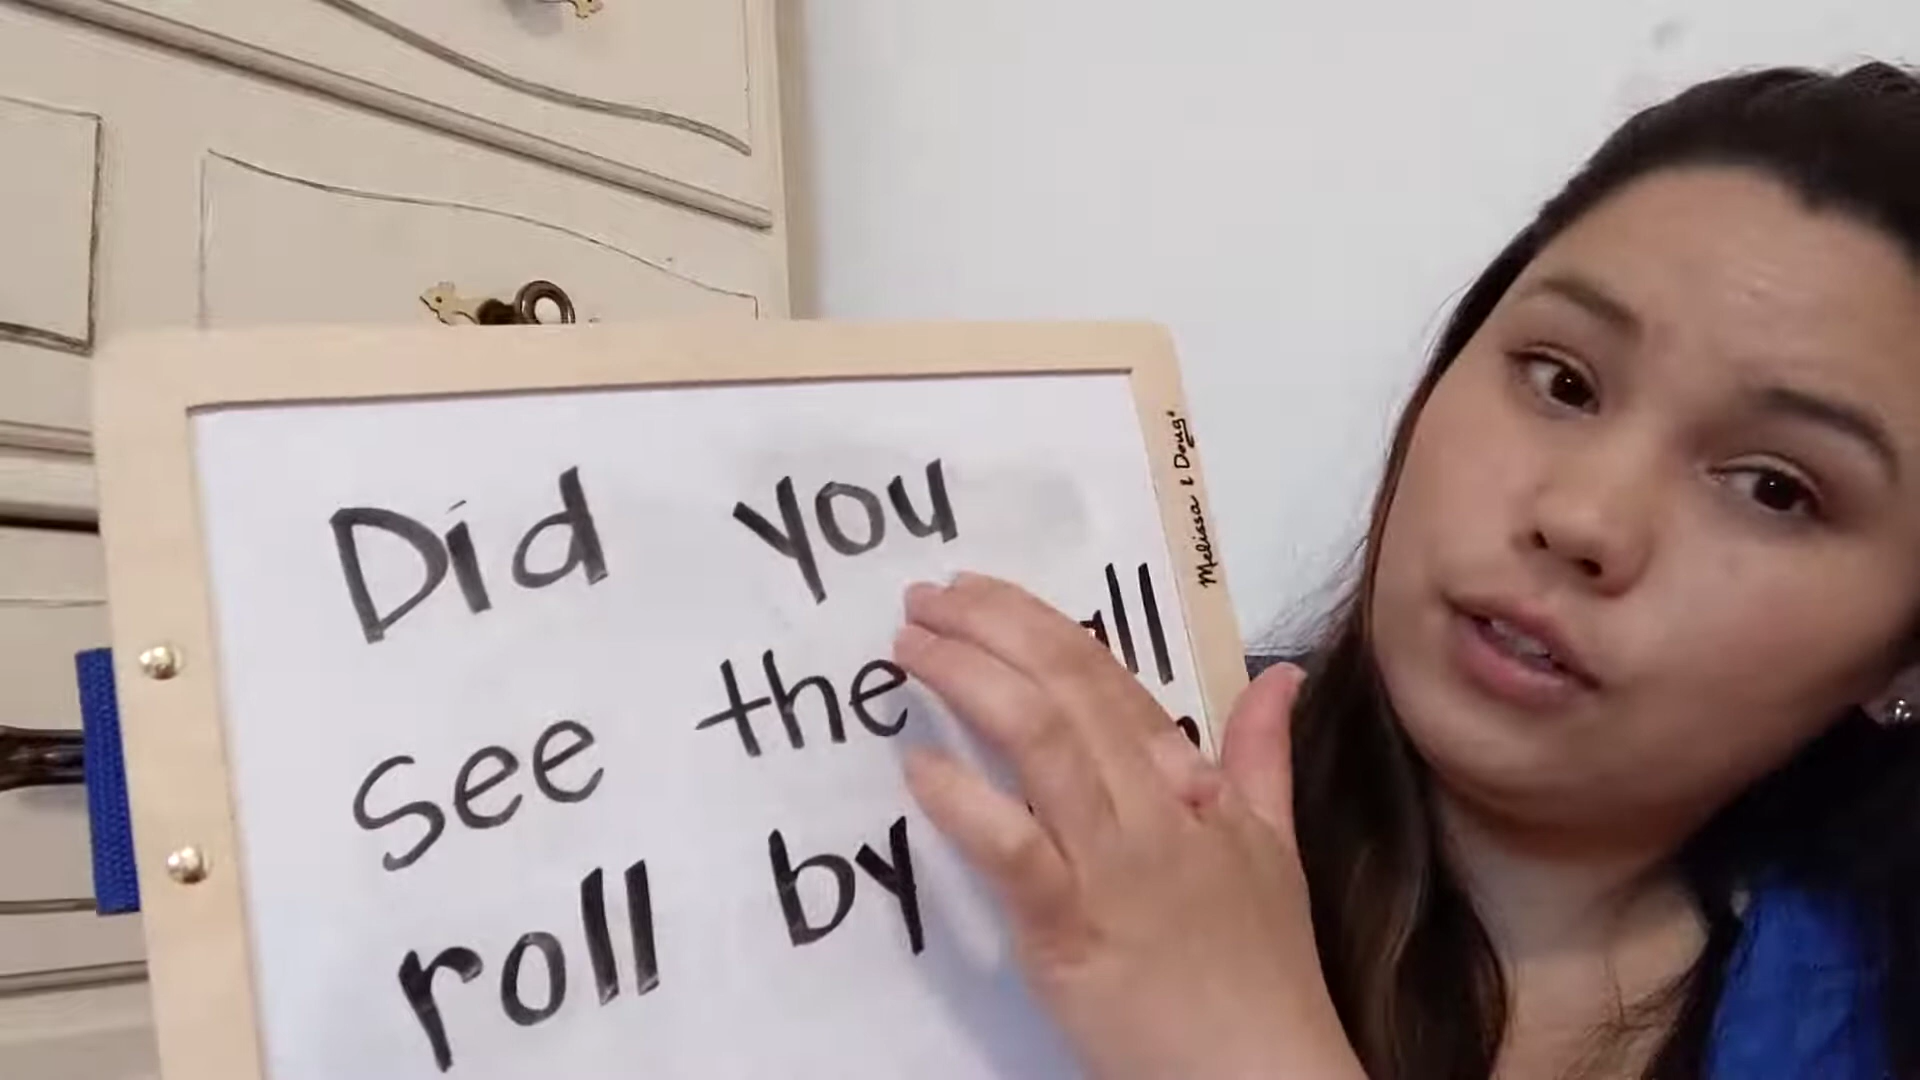 Did you
see the
roll by
Melissa & Doug